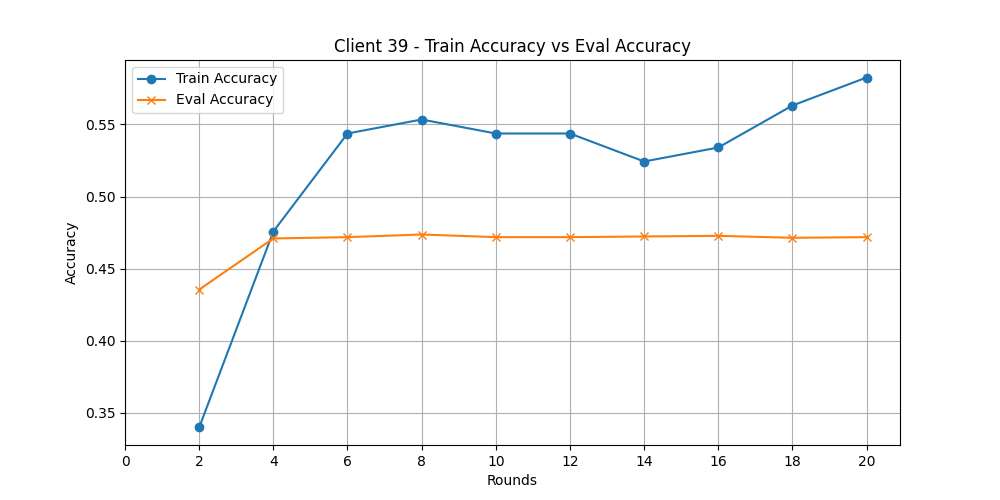 Client 39 - Train Accuracy vs Eval Accuracy
Train Accuracy
Eval Accuracy
0.55
0.50
0.45
0.40
0.35
Accuracy
0 2 4 6 8 10 12 14 16 18 20
Rounds